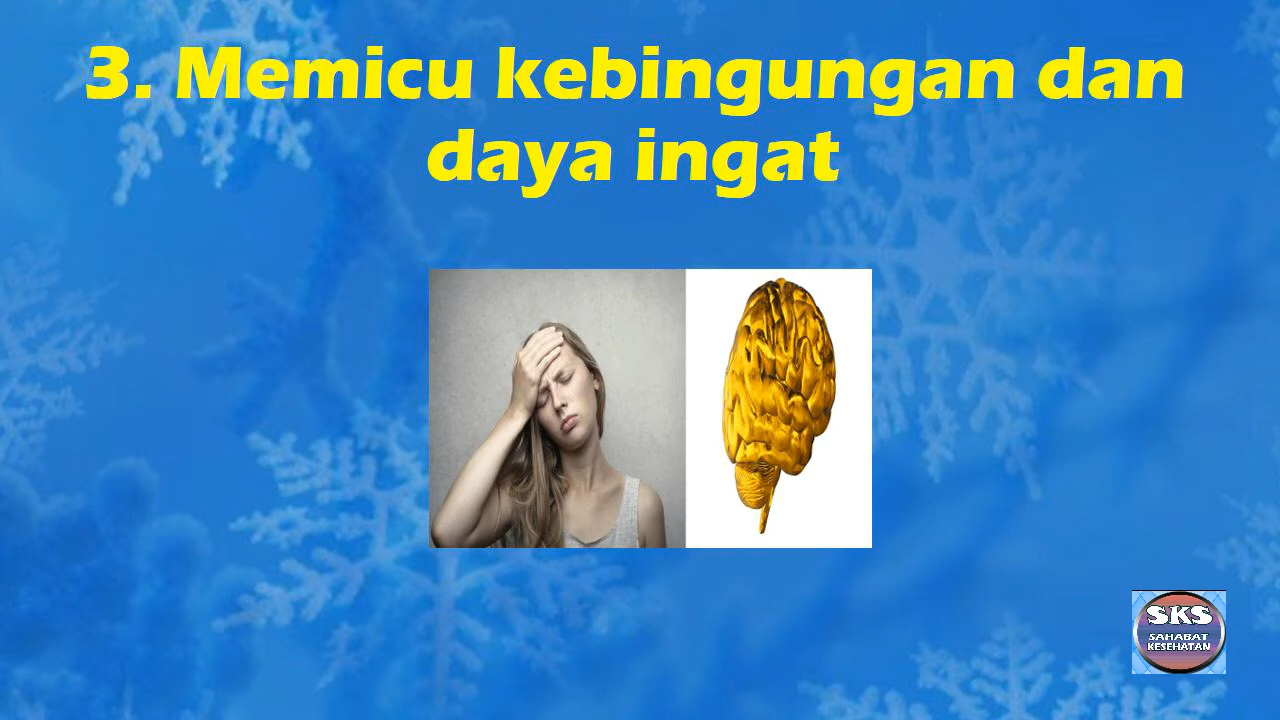 3. Memicu kebingungan dan
daya ingat
SKS
SAHABAT
KESEHATAN